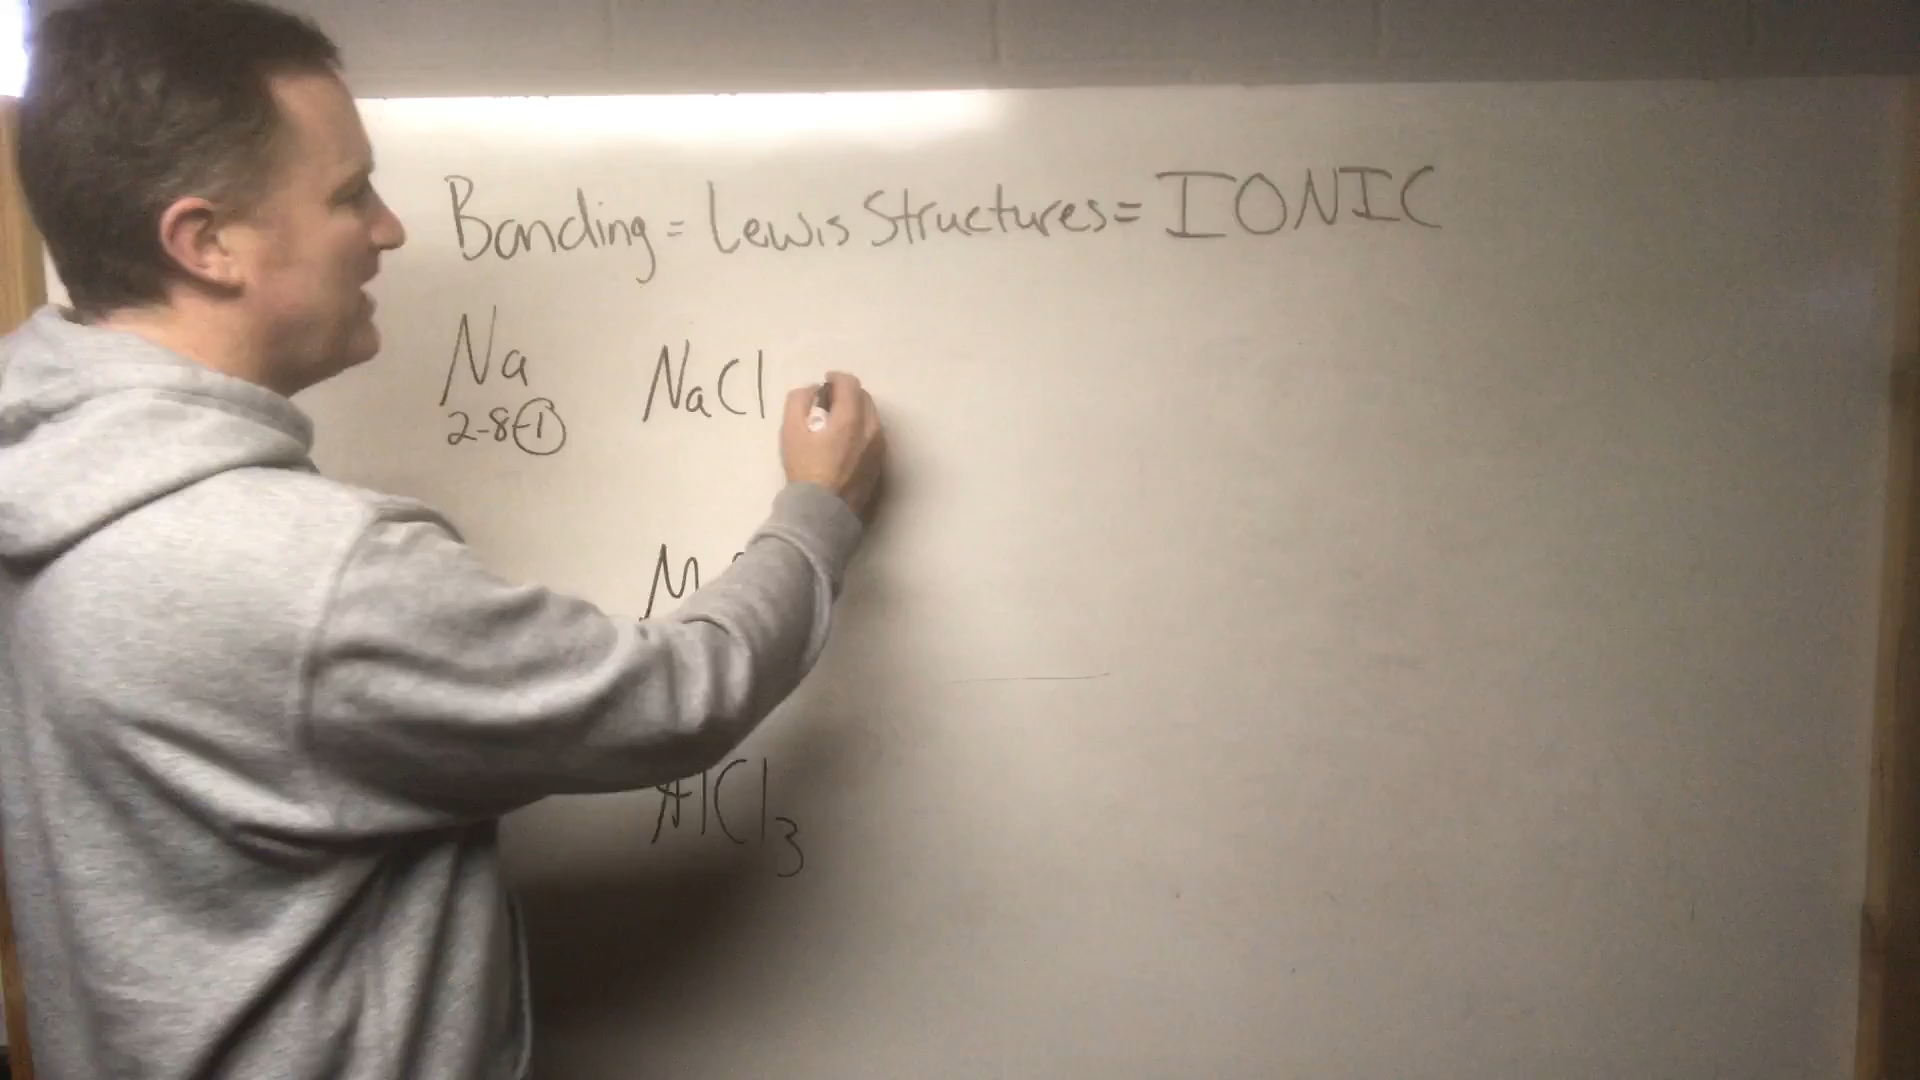 Bonding = Lewis Structures = IONIC
Na
2-8-1
NaCl
M
AlCl3